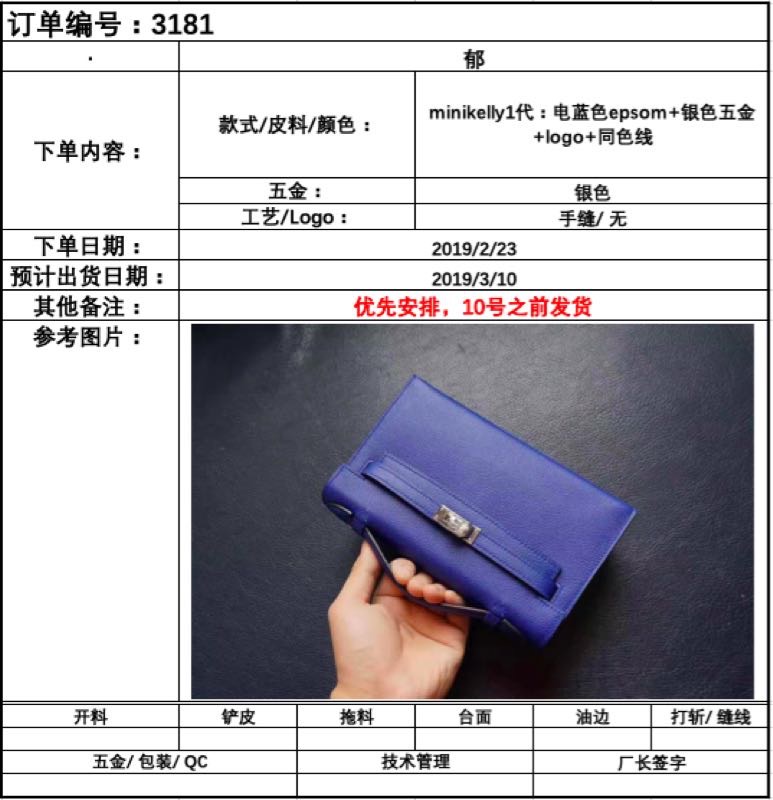 订单编号：3181
.
郁
下单内容：
款式/皮料/颜色：
minikelly1代：电蓝色epsom+银色五金
+logo+同色线
五金：
银色
工艺/Logo：
手缝/ 无
下单日期：
2019/2/23
预计出货日期：
2019/3/10
其他备注：
优先安排，10号之前发货
参考图片：
开料
铲皮
拖料
台面
油边
打斩/ 缝线
五金/ 包装/ QC
技术管理
厂长签字